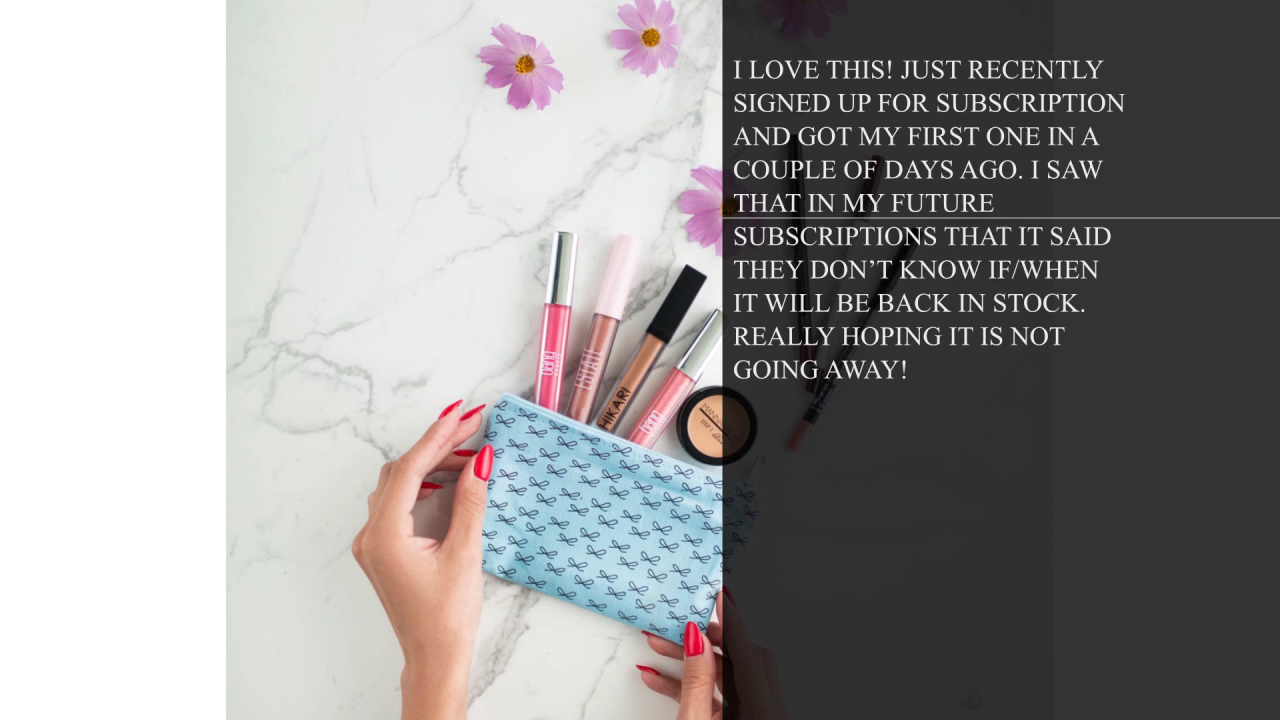 I LOVE THIS! JUST RECENTLY
SIGNED UP FOR SUBSCRIPTION
AND GOT MY FIRST ONE IN A
COUPLE OF DAYS AGO. I SAW
THAT IN MY FUTURE
SUBSCRIPTIONS THAT IT SAID
THEY DON’T KNOW IF/WHEN
IT WILL BE BACK IN STOCK.
REALLY HOPING IT IS NOT
GOING AWAY!
HIKARI